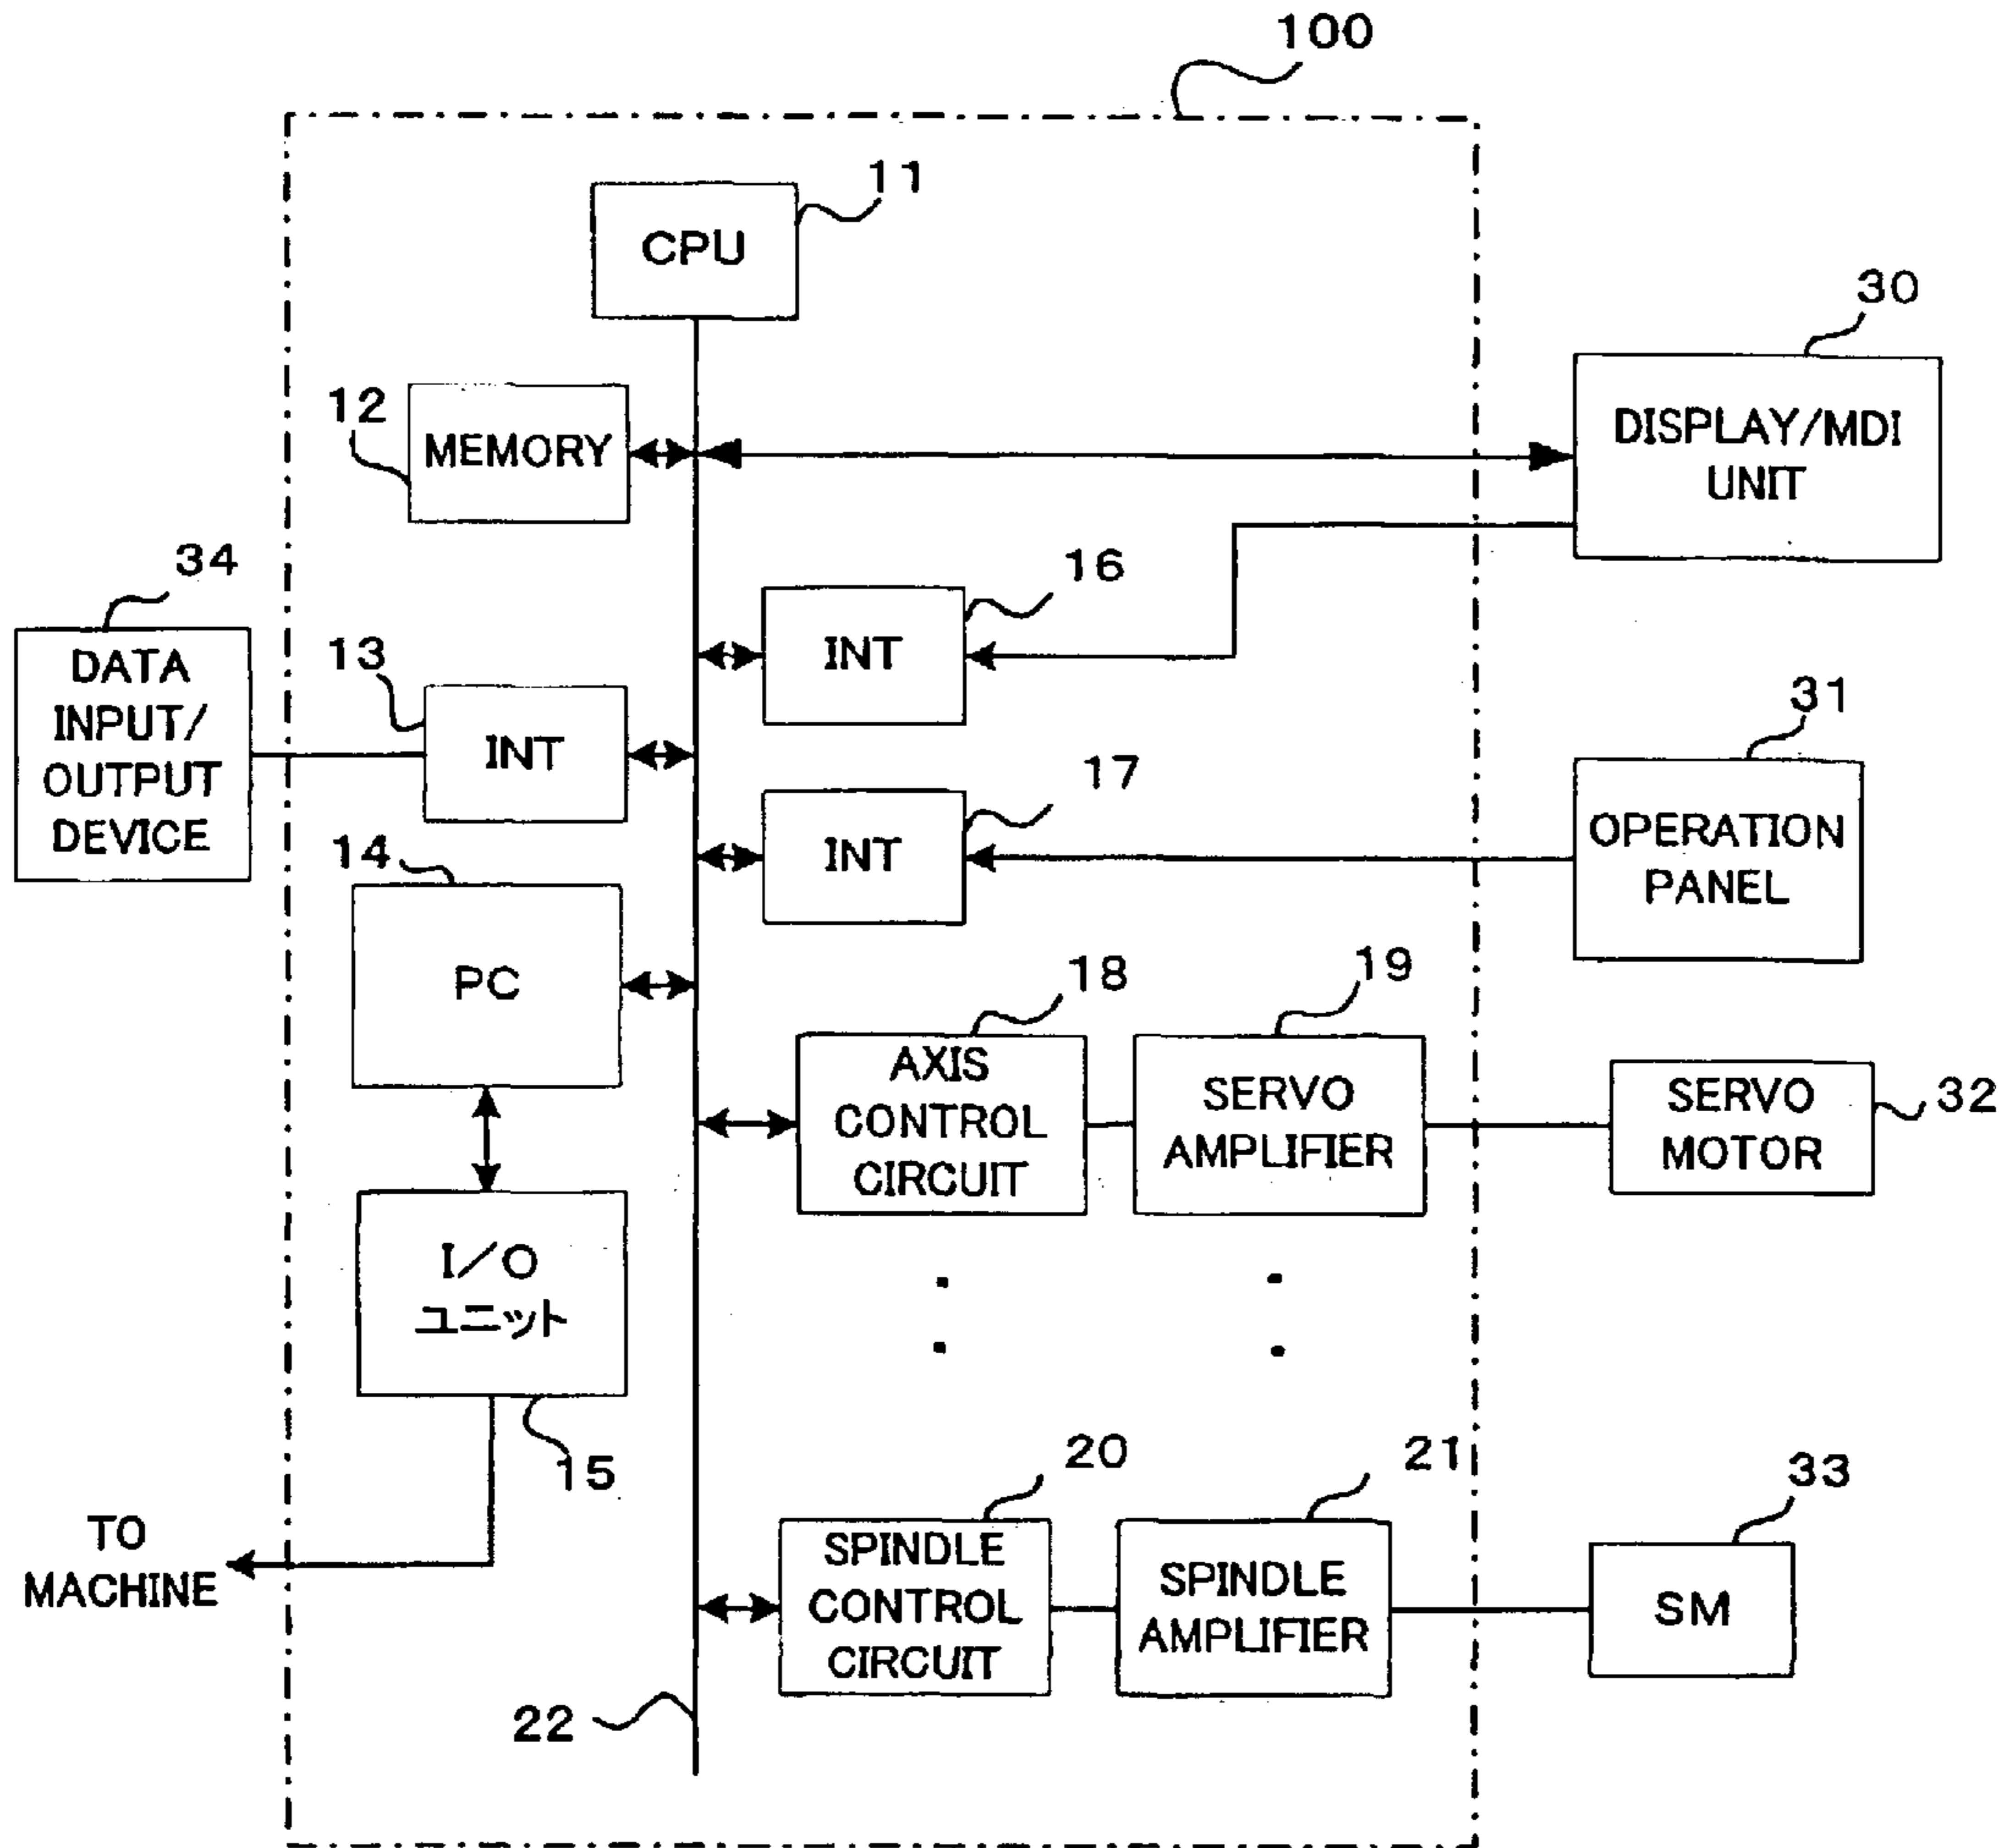 100
11
CPU
30
DISPLAY/MDI
UNIT
12
MEMORY
34
DATA
INPUT/
OUTPUT
DEVICE
16
INT
13
INT
31
OPERATION
PANEL
17
INT
14
PC
18
AXIS
CONTROL
CIRCUIT
19
SERVO
AMPLIFIER
SERVO
MOTOR
32
I/O
ユニット
15
TO
MACHINE
20
SPINDLE
CONTROL
CIRCUIT
21
SPINDLE
AMPLIFIER
33
SM
22